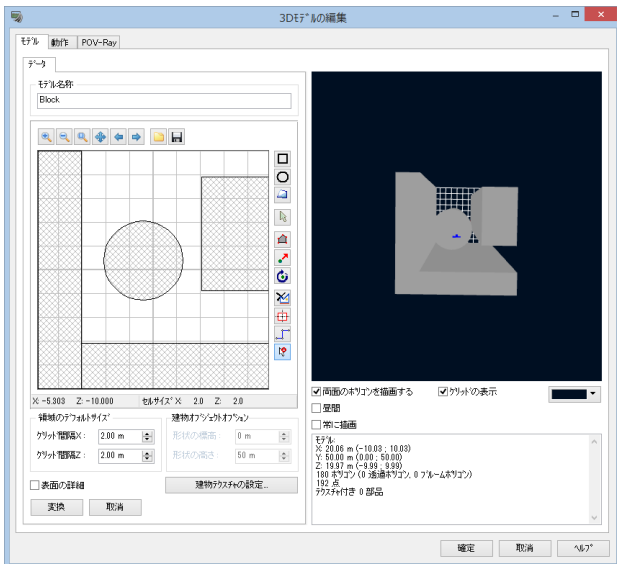 3Dﾓﾃﾞﾙの編集
ﾓﾃﾞﾙ 動作 POV-Ray
ﾃﾞｰﾀ
ﾓﾃﾞﾙ名称
Block
X: -5.303 Z: -10.000 ｾﾙｻｲｽﾞ X: 2.0 Z: 2.0
領域のﾃﾞﾌｫﾙﾄｻｲｽﾞ
ｸﾞﾘｯﾄﾞ間隔X： 2.00 m
ｸﾞﾘｯﾄﾞ間隔Z： 2.00 m
建物ｵﾌﾞｼﾞｪｸﾄｵﾌﾟｼｮﾝ
形状の標高： 0 m
形状の高さ： 50 m
表面の詳細
建物ﾃｸｽﾁｬの設定...
変換 取消
両面のﾎﾟﾘｺﾞﾝを描画する ｸﾞﾘｯﾄﾞの表示
昼間
常に描画
ﾓﾃﾞﾙ:
X: 20.06 m (-10.03 ; 10.03)
Y: 50.00 m (0.00 ; 50.00)
Z: 19.97 m (-9.99 ; 9.99)
180 ﾎﾟﾘｺﾞﾝ (0 透過ﾎﾟﾘｺﾞﾝ, 0 ﾌﾟﾙｰﾑﾎﾟﾘｺﾞﾝ)
192 点
ﾃｸｽﾁｬ付き 0 部品
確定 取消 ﾍﾙﾌﾟ